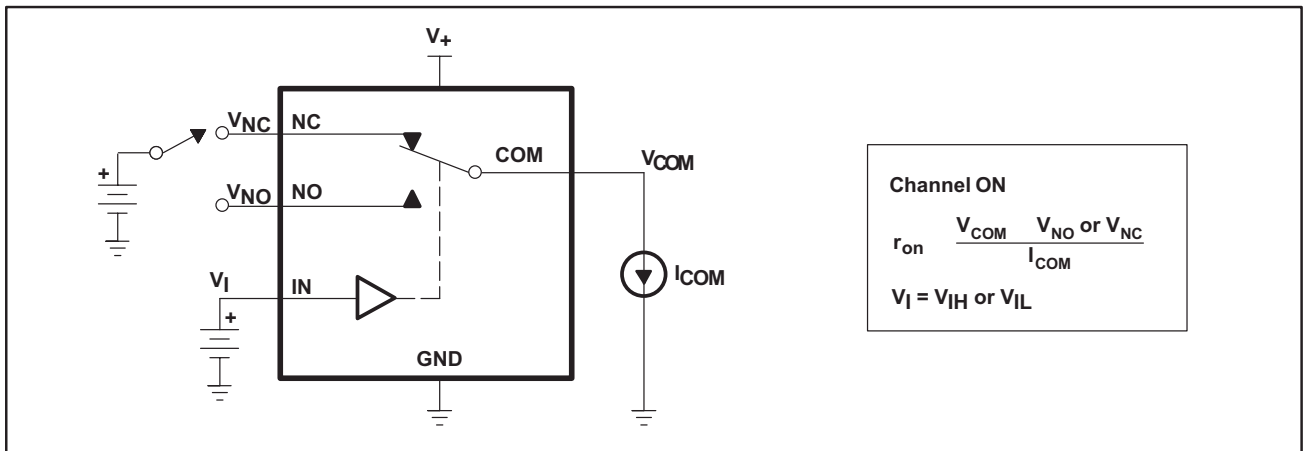 V+
VNC NC
COM VCOM
+
VNO NO
VI IN
+
ICOM
GND
Channel ON
ron VCOM VNO or VNC
ICOM
VI = VIH or VIL